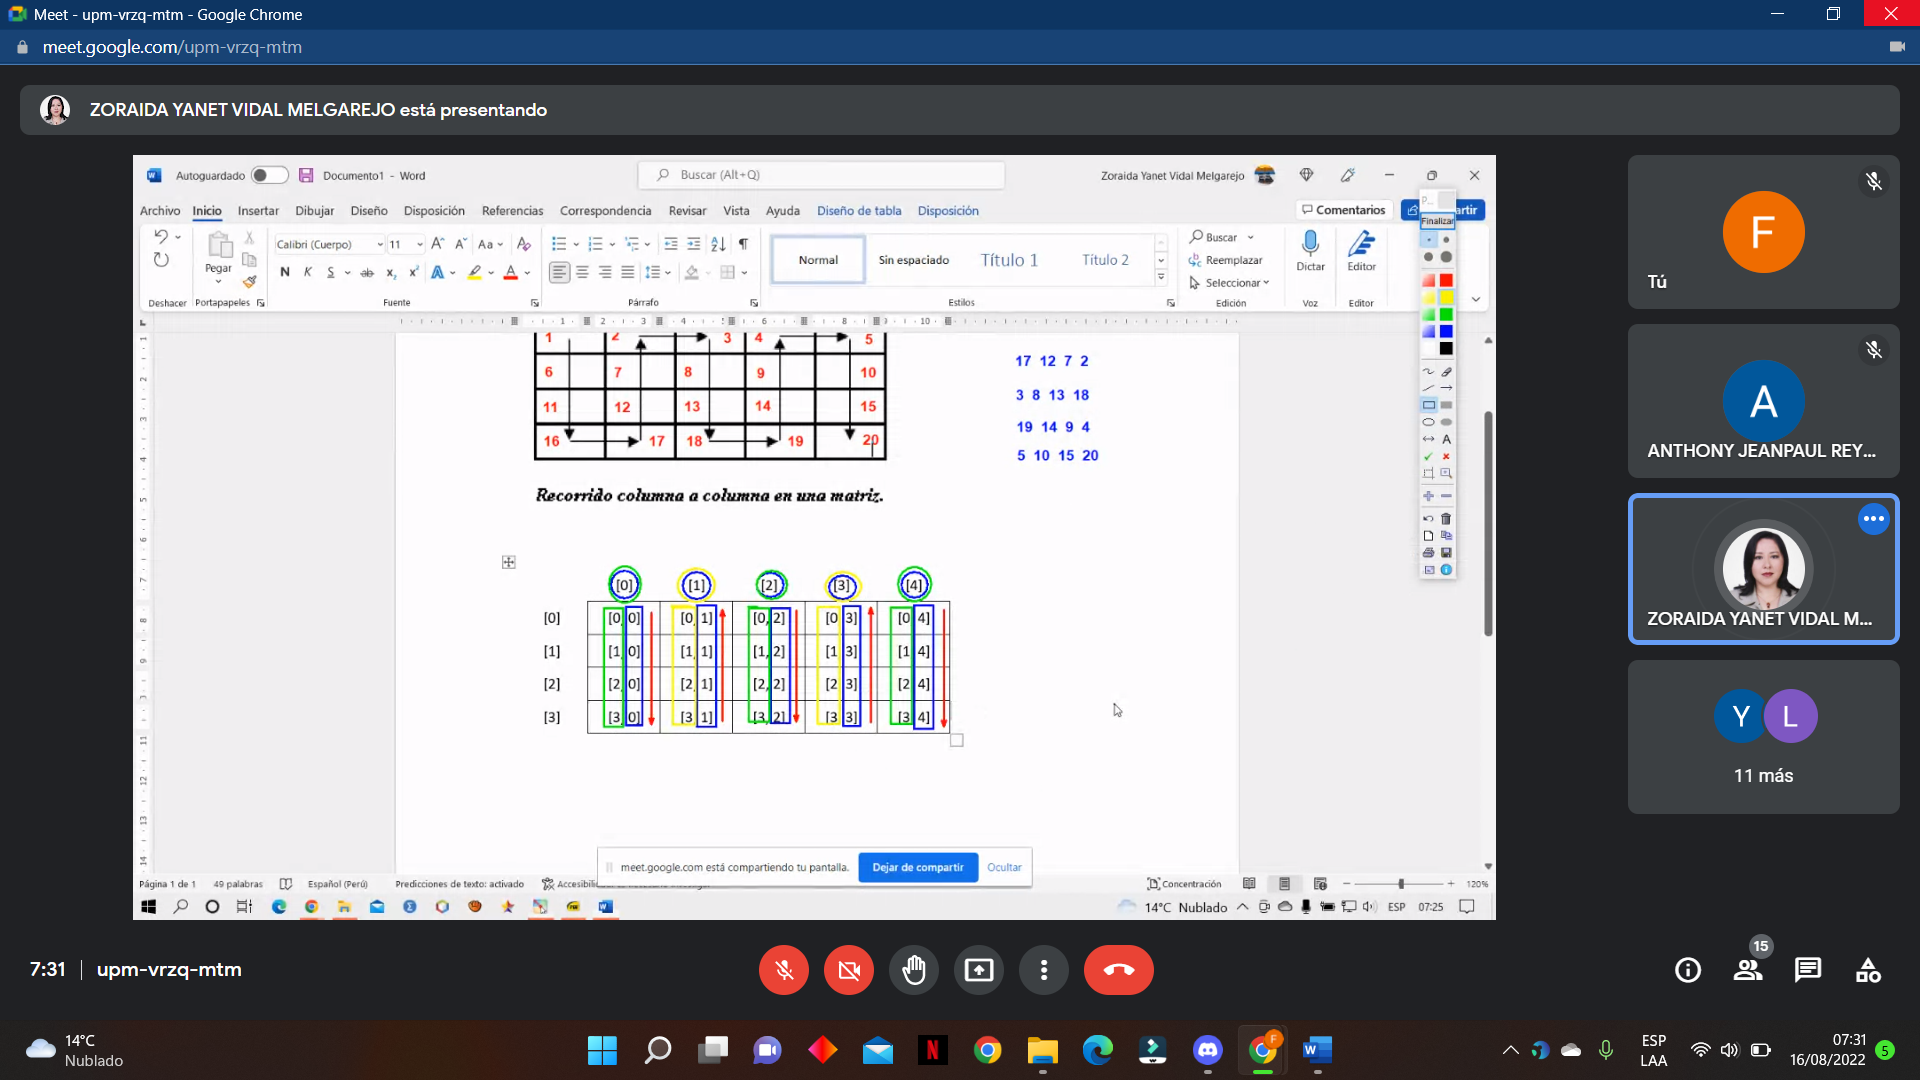 Meet - upm-vrzq-mtm - Google Chrome
meet.google.com/upm-vrzq-mtm
ZORAIDA YANET VIDAL MELGAREJO está presentando
Autoguardado Documento1 - Word
Buscar (Alt+Q)
Zoraida Yanet Vidal Melgarejo
Archivo Inicio Insertar Dibujar Diseño Disposición Referencias Correspondencia Revisar Vista Ayuda Diseño de tabla Disposición
Comentarios
Finalizar
Pegar
Calibri (Cuerpo) 11
Aa
N K S ab x₂ x²
Normal
Sin espaciado
Título 1
Título 2
Buscar
Reemplazar
Seleccionar
Dictar
Editor
Deshacer Portapapeles Fuente Párrafo Estilos Edición Voz Editor
1 2 3 4 5
6 7 8 9 10
11 12 13 14 15
16 17 18 19 20
17 12 7 2
3 8 13 18
19 14 9 4
5 10 15 20
Recorrido columna a columna en una matriz.
[0] [1] [2] [3] [4]
[0] [0, 0] [0, 1] [0, 2] [0 3] [0 4]
[1] [1, 0] [1, 1] [1, 2] [1 3] [1 4]
[2] [2, 0] [2, 1] [2, 2] [2 3] [2 4]
[3] [3, 0] [3 1] [3, 2] [3 3] [3 4]
meet.google.com está compartiendo tu pantalla.
Dejar de compartir
Ocultar
Página 1 de 1 49 palabras Español (Perú) Predicciones de texto: activado
Concentración
120%
14°C Nublado
ESP 07:25
Tú
F
A
ANTHONY JEANPAUL REY...
ZORAIDA YANET VIDAL M...
Y L
11 más
7:31 | upm-vrzq-mtm
15
14°C
Nublado
ESP
LAA
07:31
16/08/2022
5